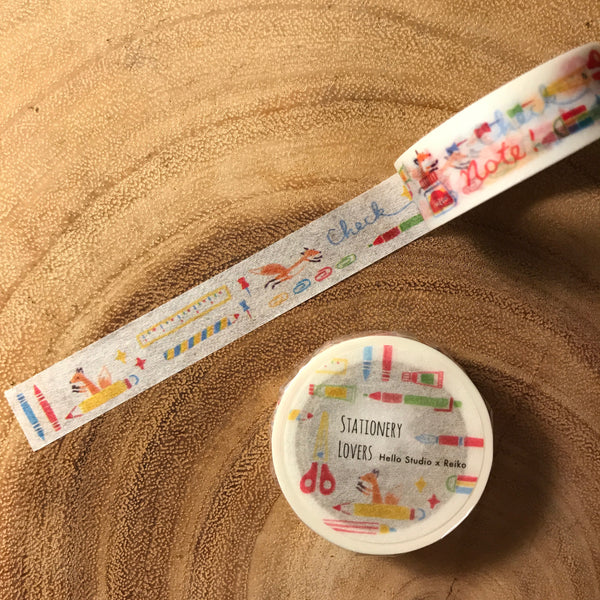 Check
Note!
STATIONERY
LOVERS Hello Studio x Reiko